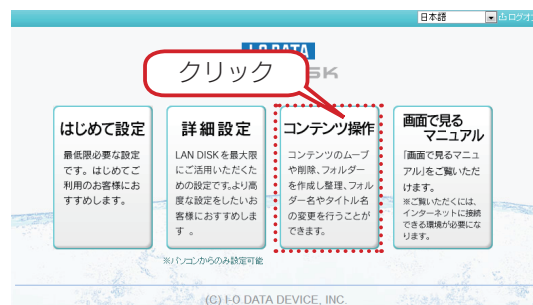 日本語
ログオ
I-O DATA
クリック
SK
はじめて設定
最低限必要な設定
です。はじめてご
利用のお客様にお
すすめします。
詳細設定
LAN DISKを最大限
にご活用いただくた
めの設定です。より高
度な設定をしたいお
客様におすすめしま
す。
※パソコンからのみ設定可能
コンテンツ操作
コンテンツのムーブ
や削除、フォルダー
を作成し整理、フォル
ダー名やタイトル名
の変更を行うことが
できます。
画面で見る
マニュアル
「画面で見るマニュ
アル」をご覧いただ
けます。
※ご覧いただくには、
インターネットに接続
できる環境が必要にな
ります。
(C) I-O DATA DEVICE, INC.